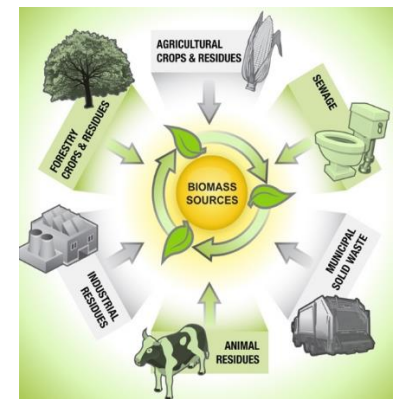 AGRICULTURAL
CROPS & RESIDUES
SEWAGE
MUNICIPAL
SOLID WASTE
ANIMAL
RESIDUES
INDUSTRIAL
RESIDUES
FORESTRY
CROPS & RESIDUES
BIOMASS
SOURCES